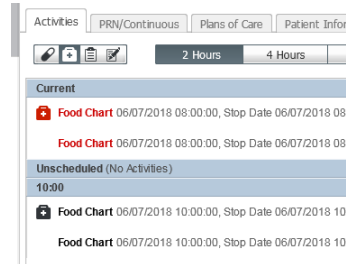 Activities PRN/Continuous Plans of Care Patient Infor
2 Hours 4 Hours
Current
Food Chart 06/07/2018 08:00:00, Stop Date 06/07/2018 08
Food Chart 06/07/2018 08:00:00, Stop Date 06/07/2018 08
Unscheduled (No Activities)
10:00
Food Chart 06/07/2018 10:00:00, Stop Date 06/07/2018 10
Food Chart 06/07/2018 10:00:00, Stop Date 06/07/2018 10